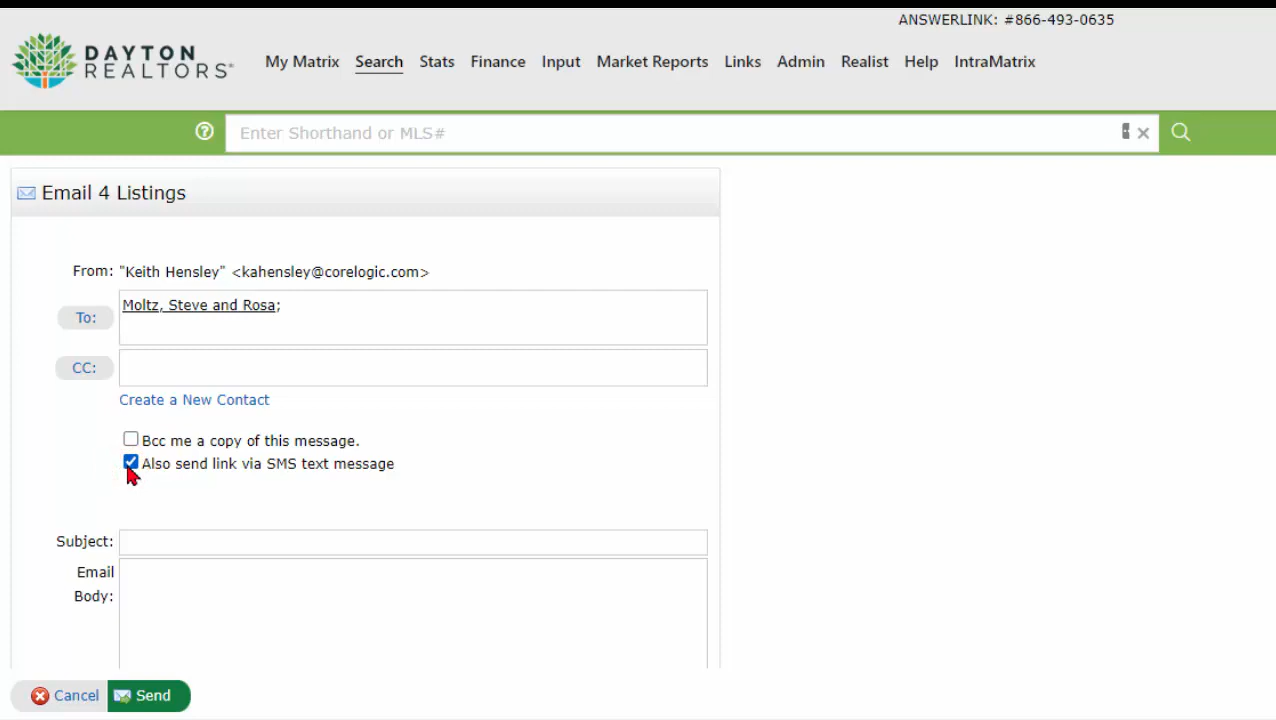 ANSWERLINK: #866-493-0635
DAYTON
REALTORS®
My Matrix Search Stats Finance Input Market Reports Links Admin Realist Help IntraMatrix
Enter Shorthand or MLS#
Email 4 Listings
From: "Keith Hensley" <kahensley@corelogic.com>
To: Moltz, Steve and Rosa;
CC:
Create a New Contact
Bcc me a copy of this message.
Also send link via SMS text message
Subject:
Email
Body:
Cancel Send